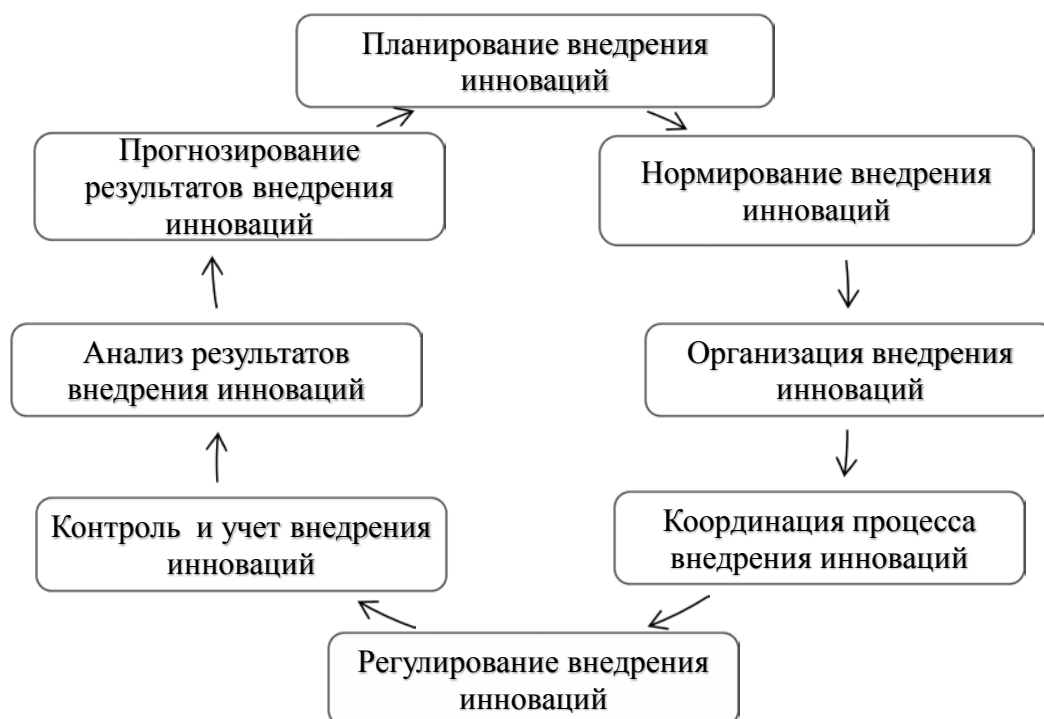 Планирование внедрения
инноваций
Нормирование внедрения
инноваций
Организация внедрения
инноваций
Координация процесса
внедрения инноваций
Регулирование внедрения
инноваций
Контроль и учет внедрения
инноваций
Анализ результатов
внедрения инноваций
Прогнозирование
результатов внедрения
инноваций